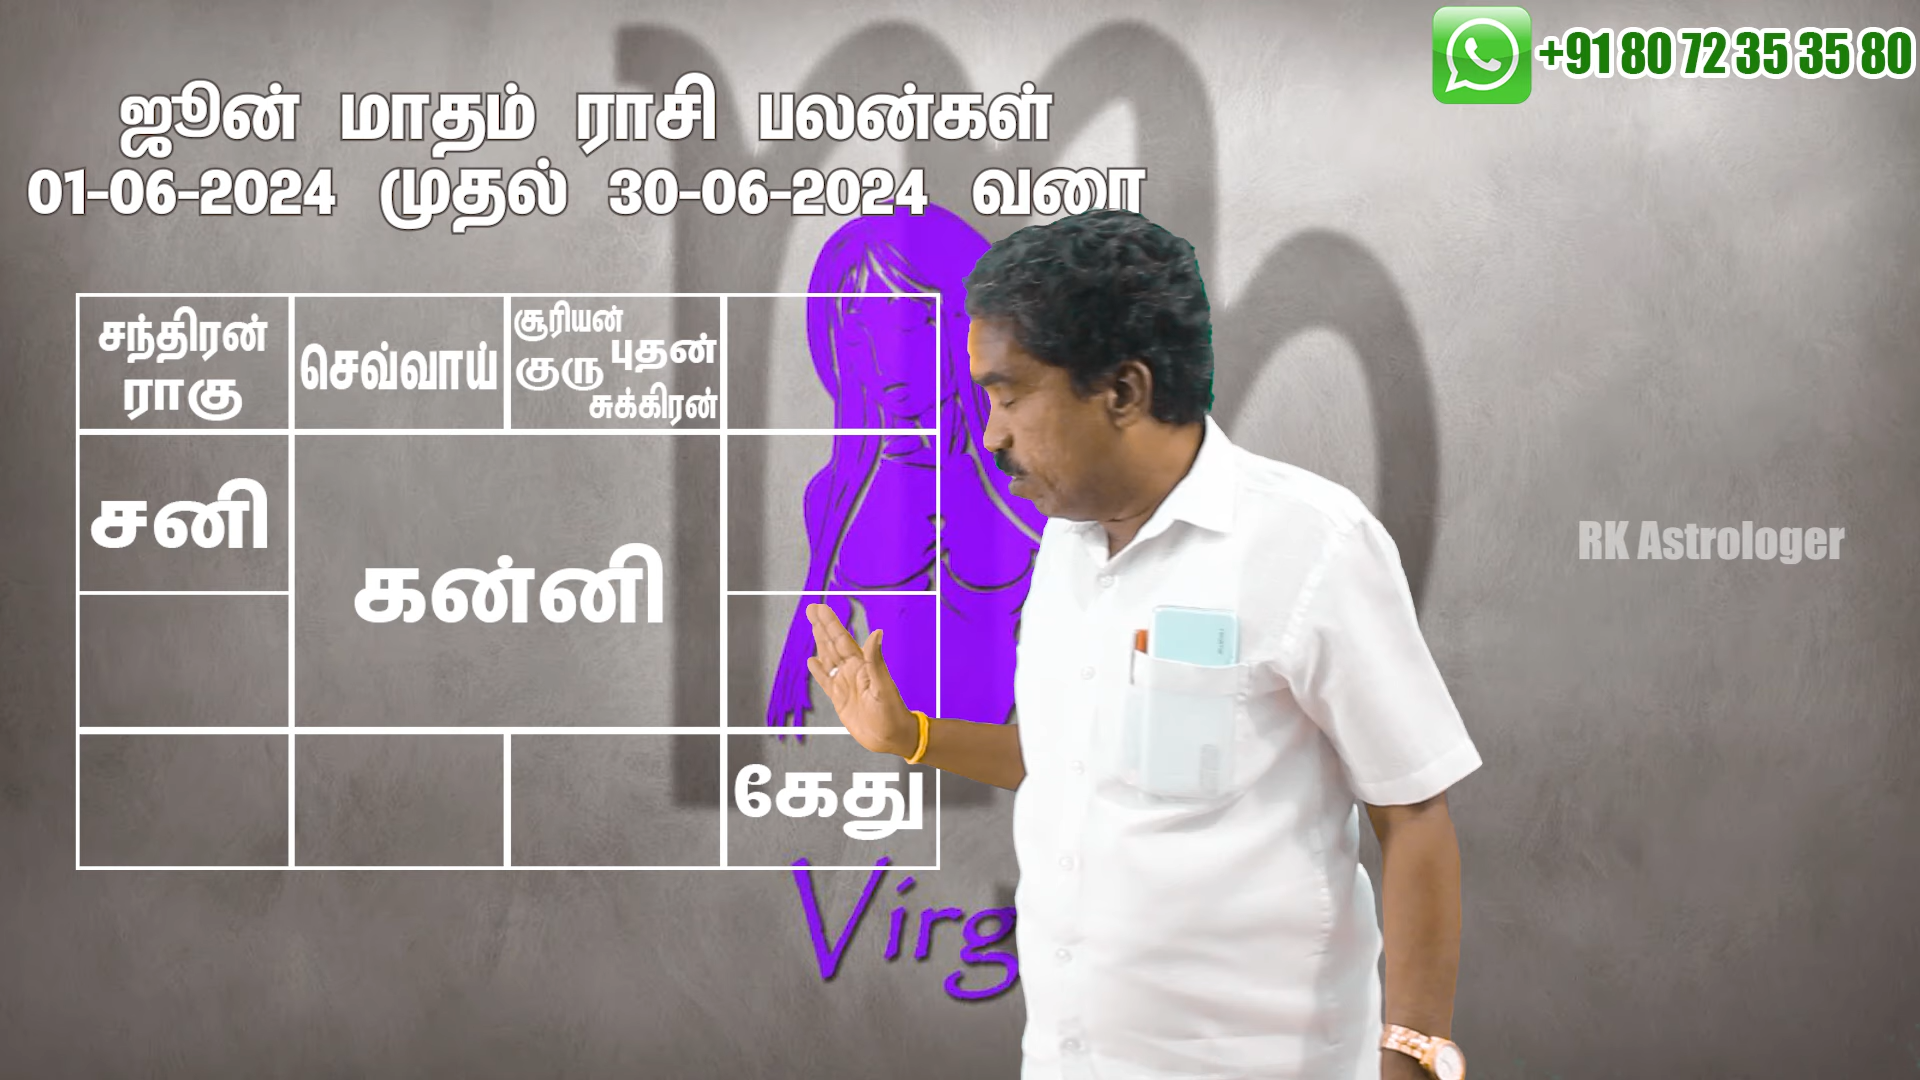 +91 80 72 35 35 80
ஜூன் மாதம் ராசி பலன்கள்
01-06-2024 முதல் 30-06-2024 வரை
சந்திரன்
ராகு
செவ்வாய்
சூரியன்
புதன்
குரு
சுக்கிரன்
சனி
கன்னி
RK Astrologer
கேது
Virg